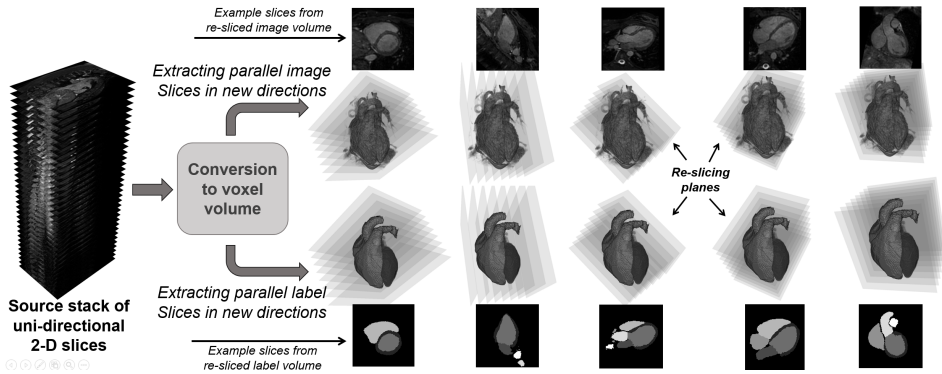 Example slices from
re-sliced image volume
Extracting parallel image
Slices in new directions
Conversion
to voxel
volume
Re-slicing
planes
Extracting parallel label
Slices in new directions
Source stack of
uni-directional
2-D slices
Example slices from
re-sliced label volume